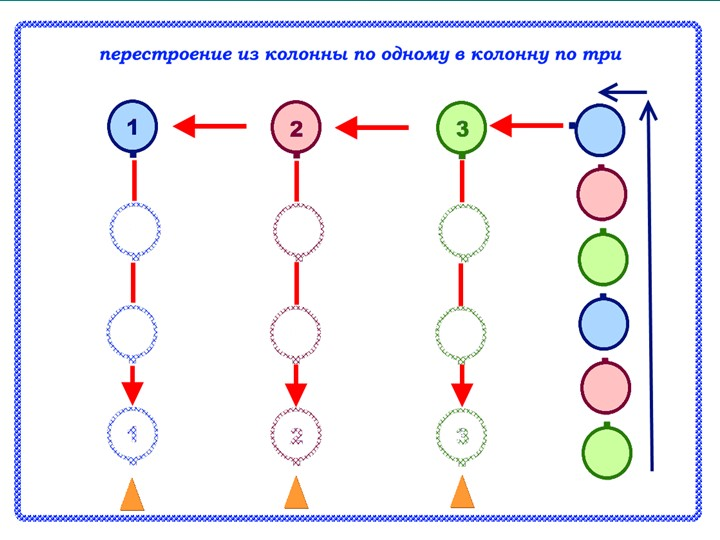 перестроение из колонны по одному в колонну по три
1 2 3
1 2 3